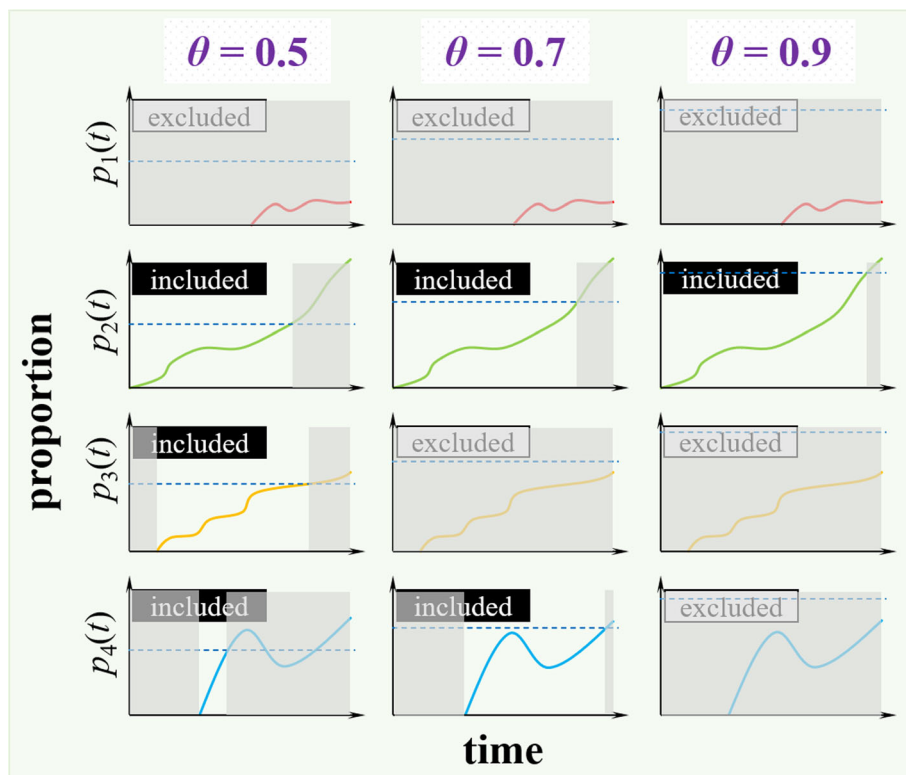 θ = 0.5 θ = 0.7 θ = 0.9
p₁(t) excluded excluded excluded
p₂(t) included included included
p₃(t) included excluded excluded
p₄(t) included included excluded
proportion
time